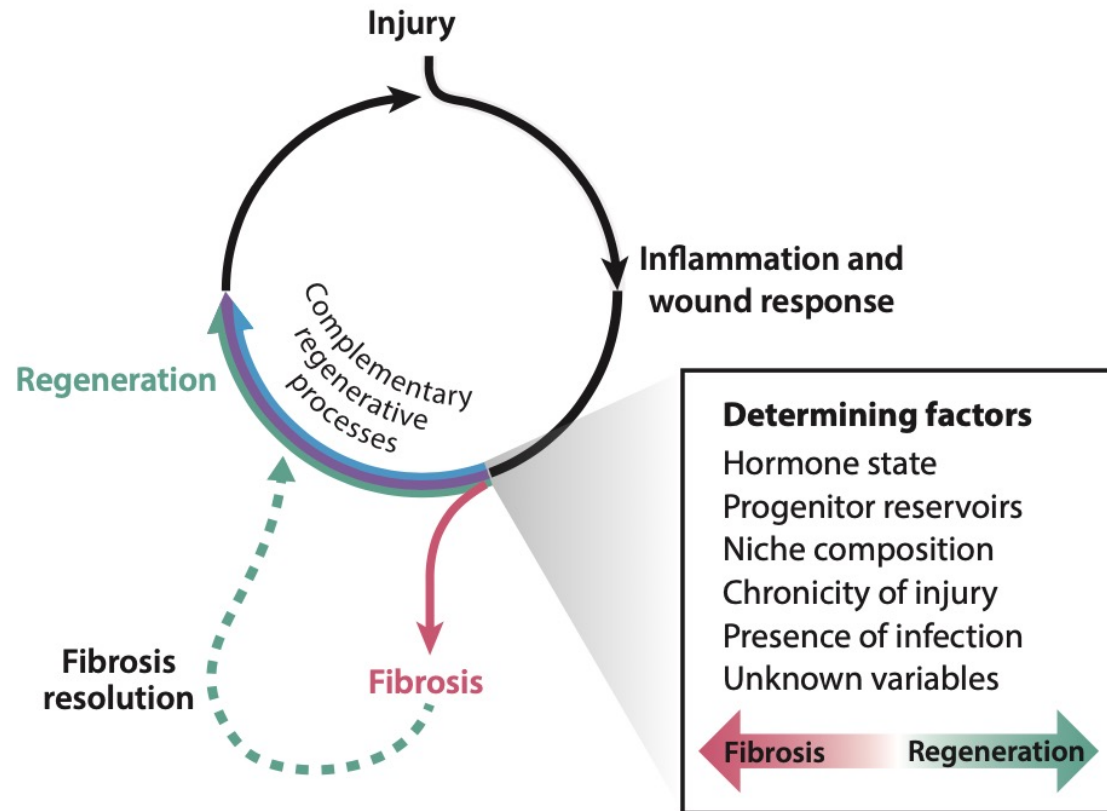 Injury
Inflammation and
wound response
Complementary
regenerative
processes
Regeneration
Fibrosis
resolution
Fibrosis
Determining factors
Hormone state
Progenitor reservoirs
Niche composition
Chronicity of injury
Presence of infection
Unknown variables
Fibrosis
Regeneration